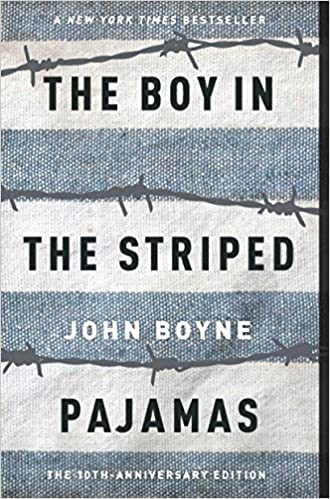 A NEW YORK TIMES BESTSELLER
THE BOY IN
THE STRIPED
JOHN BOYNE
PAJAMAS
THE 10TH-ANNIVERSARY EDITION